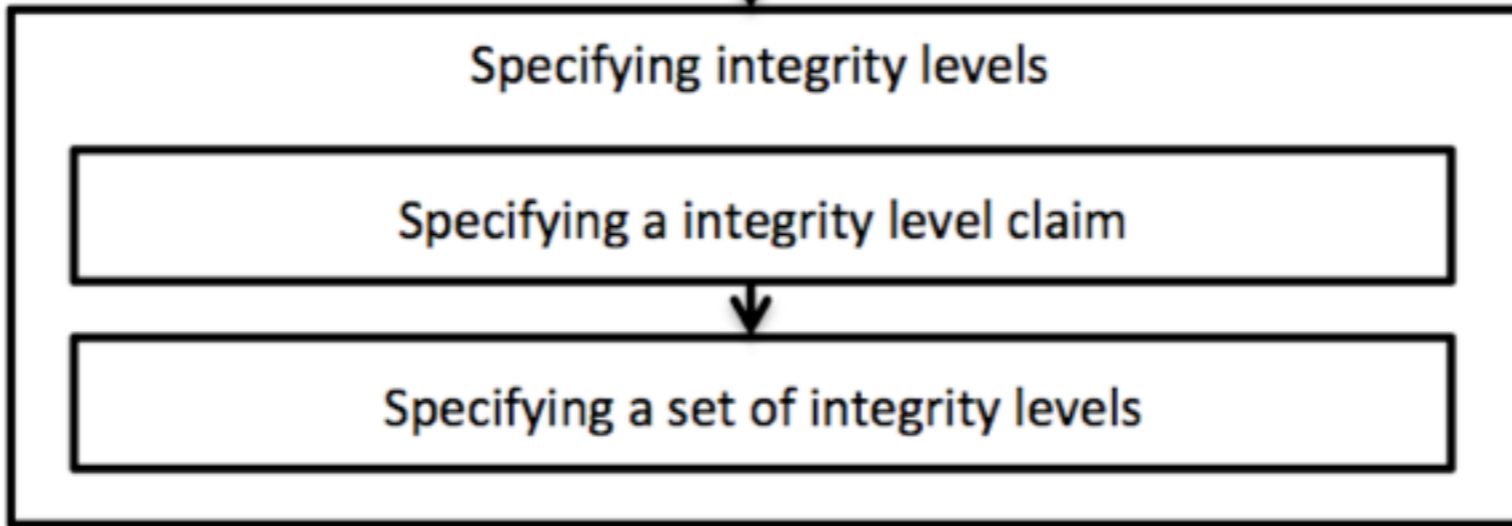 Specifying integrity levels
Specifying a integrity level claim
Specifying a set of integrity levels